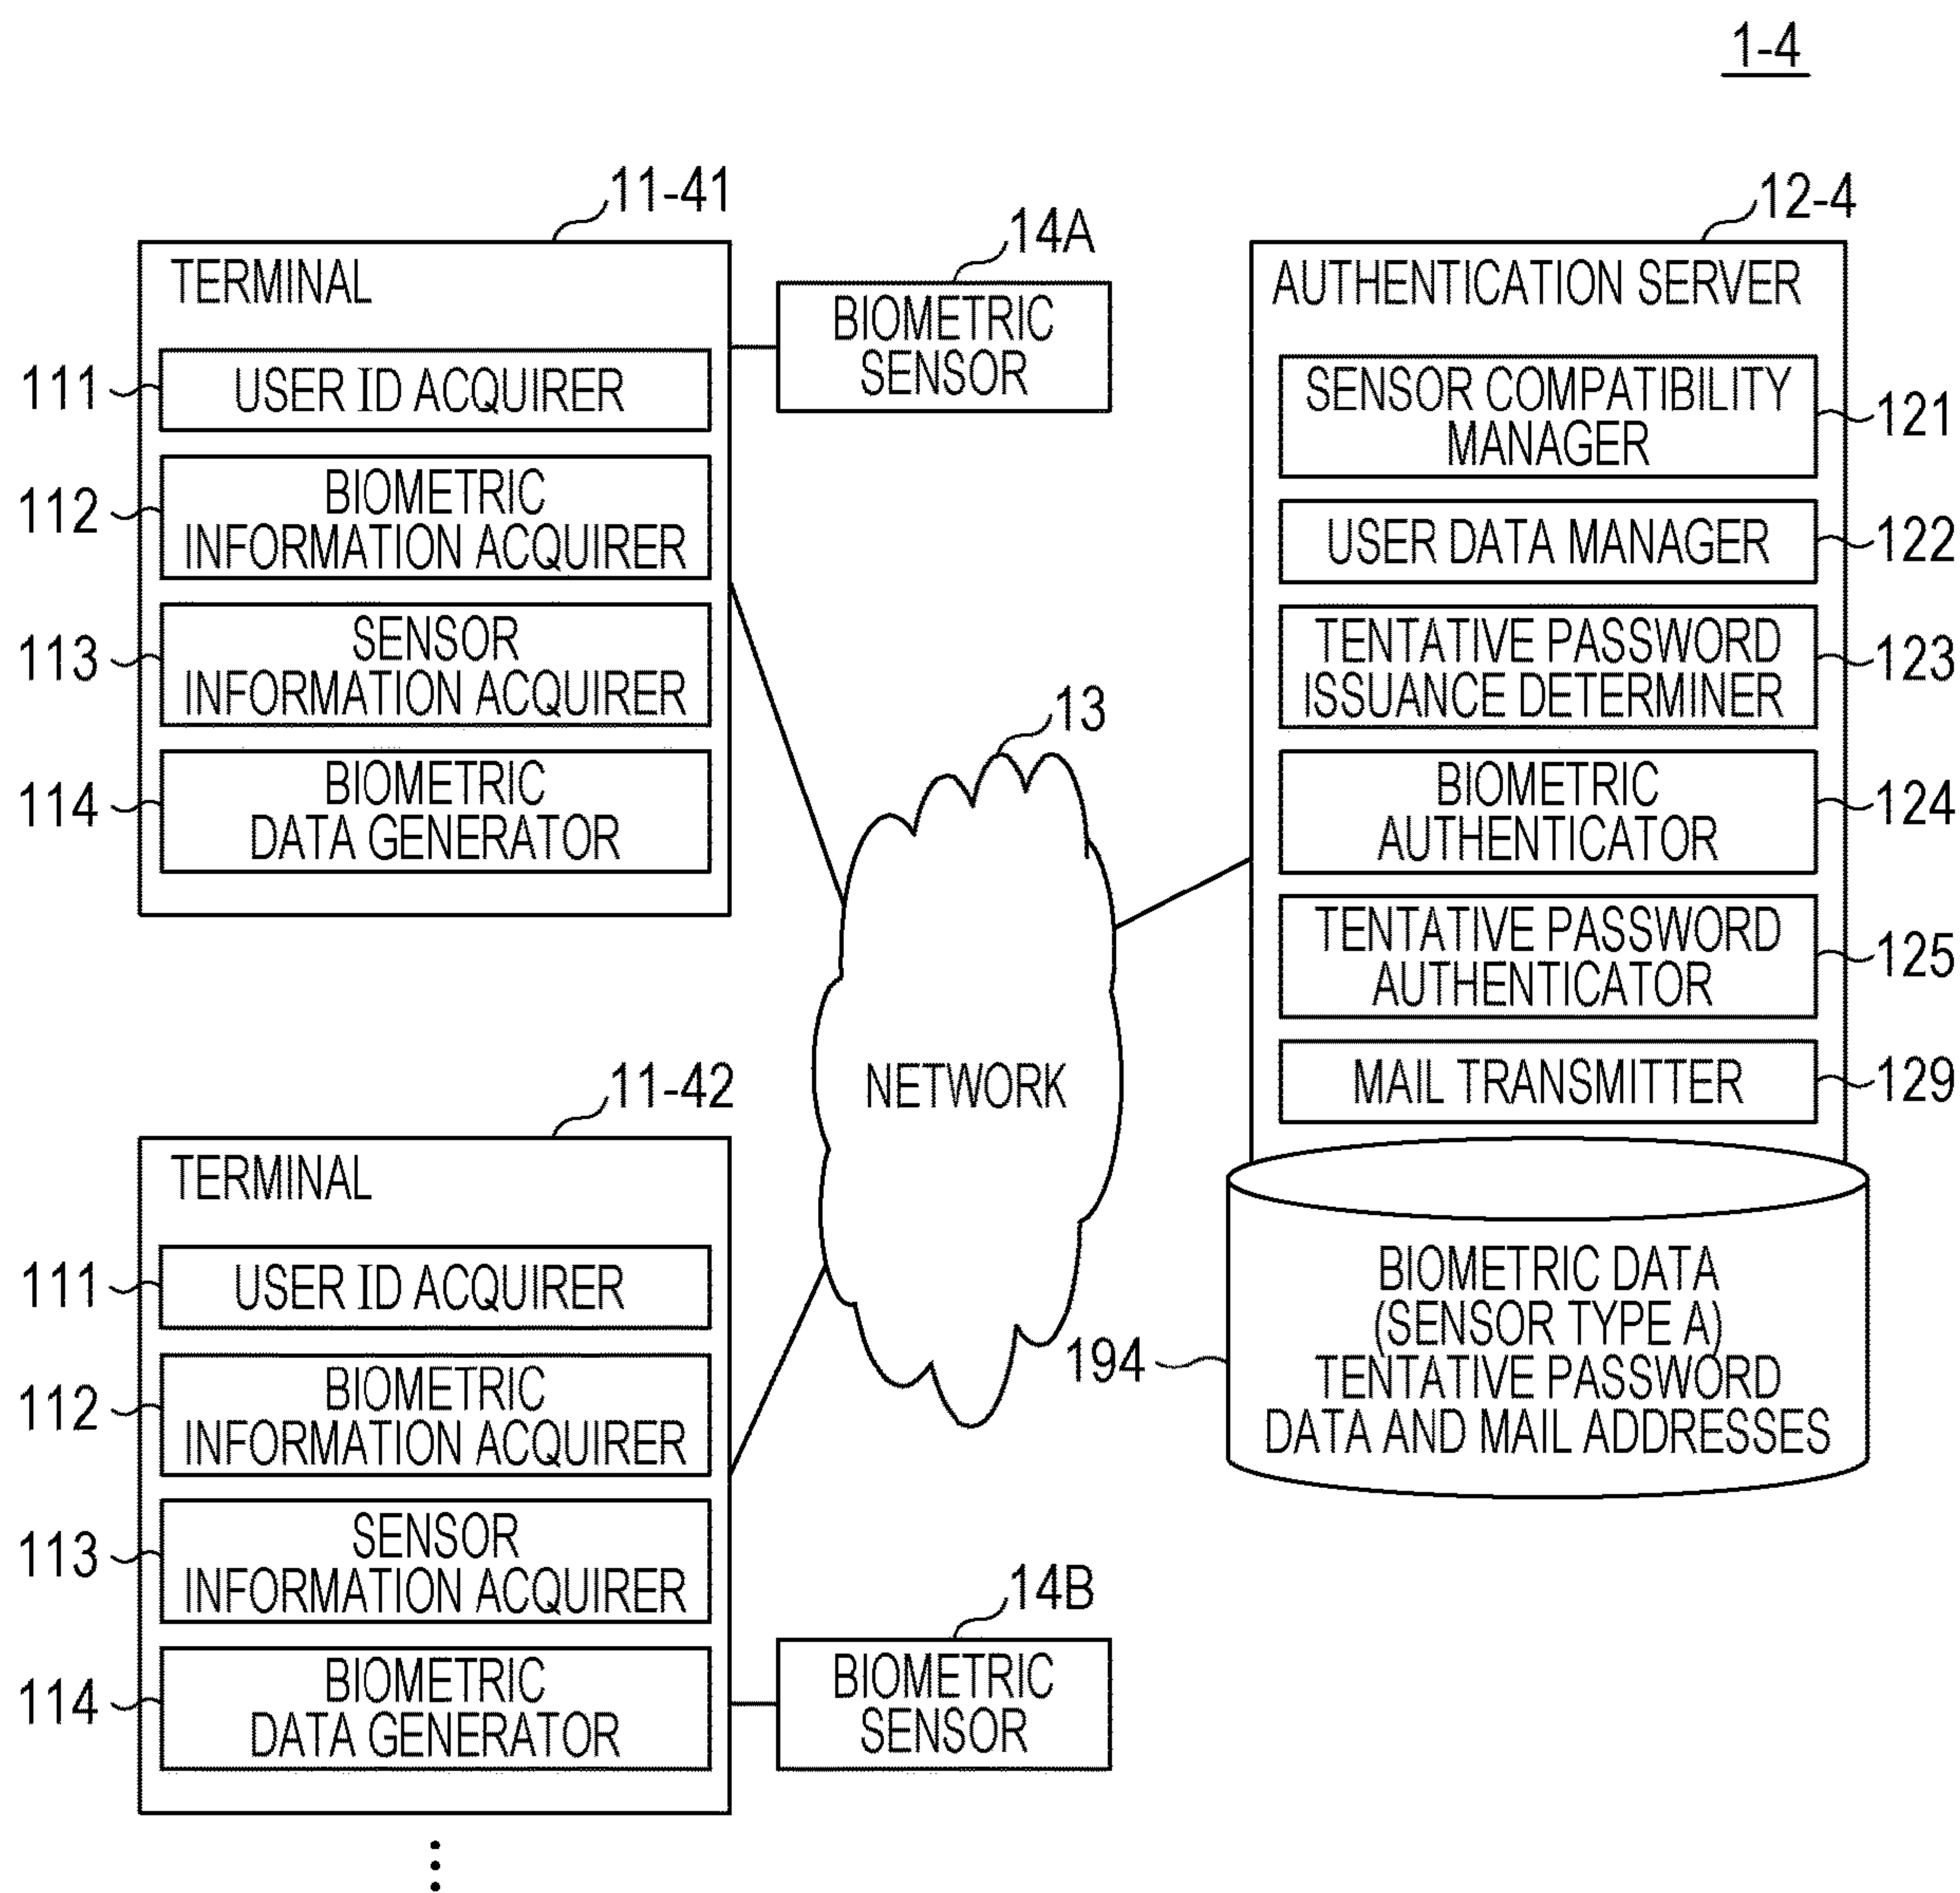 1-4
11-41
TERMINAL
111
USER ID ACQUIRER
112
BIOMETRIC
INFORMATION ACQUIRER
113
SENSOR
INFORMATION ACQUIRER
114
BIOMETRIC
DATA GENERATOR
14A
BIOMETRIC
SENSOR
12-4
AUTHENTICATION SERVER
SENSOR COMPATIBILITY
MANAGER
121
USER DATA MANAGER
122
TENTATIVE PASSWORD
ISSUANCE DETERMINER
123
BIOMETRIC
AUTHENTICATOR
124
TENTATIVE PASSWORD
AUTHENTICATOR
125
MAIL TRANSMITTER
129
13
NETWORK
194
BIOMETRIC DATA
(SENSOR TYPE A)
TENTATIVE PASSWORD
DATA AND MAIL ADDRESSES
11-42
TERMINAL
111
USER ID ACQUIRER
112
BIOMETRIC
INFORMATION ACQUIRER
113
SENSOR
INFORMATION ACQUIRER
114
BIOMETRIC
DATA GENERATOR
14B
BIOMETRIC
SENSOR